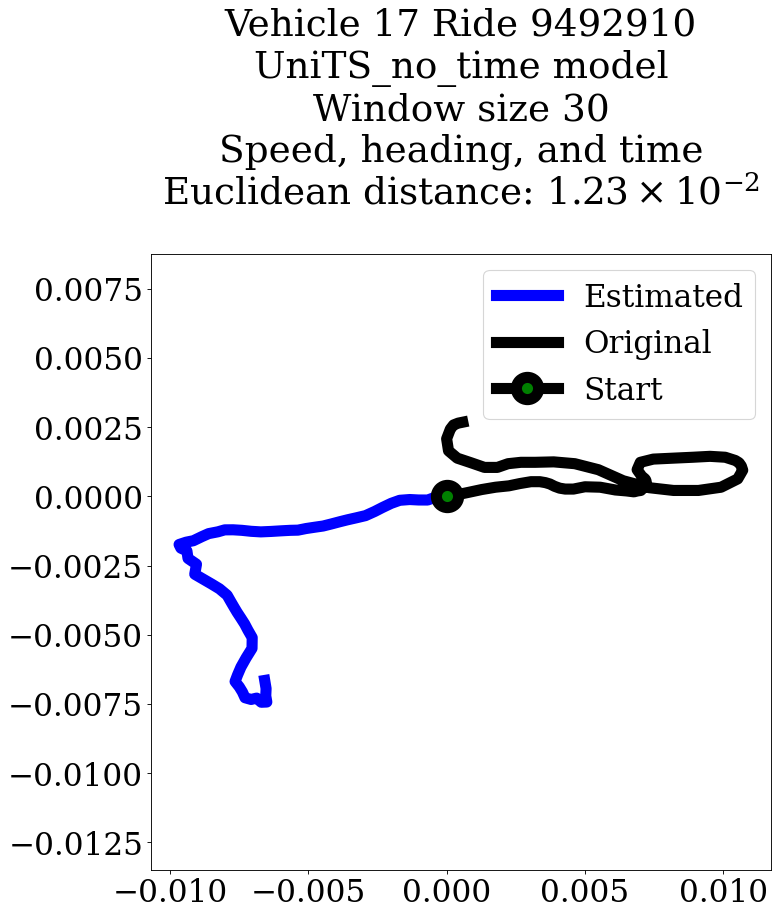 Vehicle 17 Ride 9492910
UniTS_no_time model
Window size 30
Speed, heading, and time
Euclidean distance: 1.23 × 10⁻²
Estimated
Original
Start
0.0075
0.0050
0.0025
0.0000
−0.0025
−0.0050
−0.0075
−0.0100
−0.0125
−0.010 −0.005 0.000 0.005 0.010